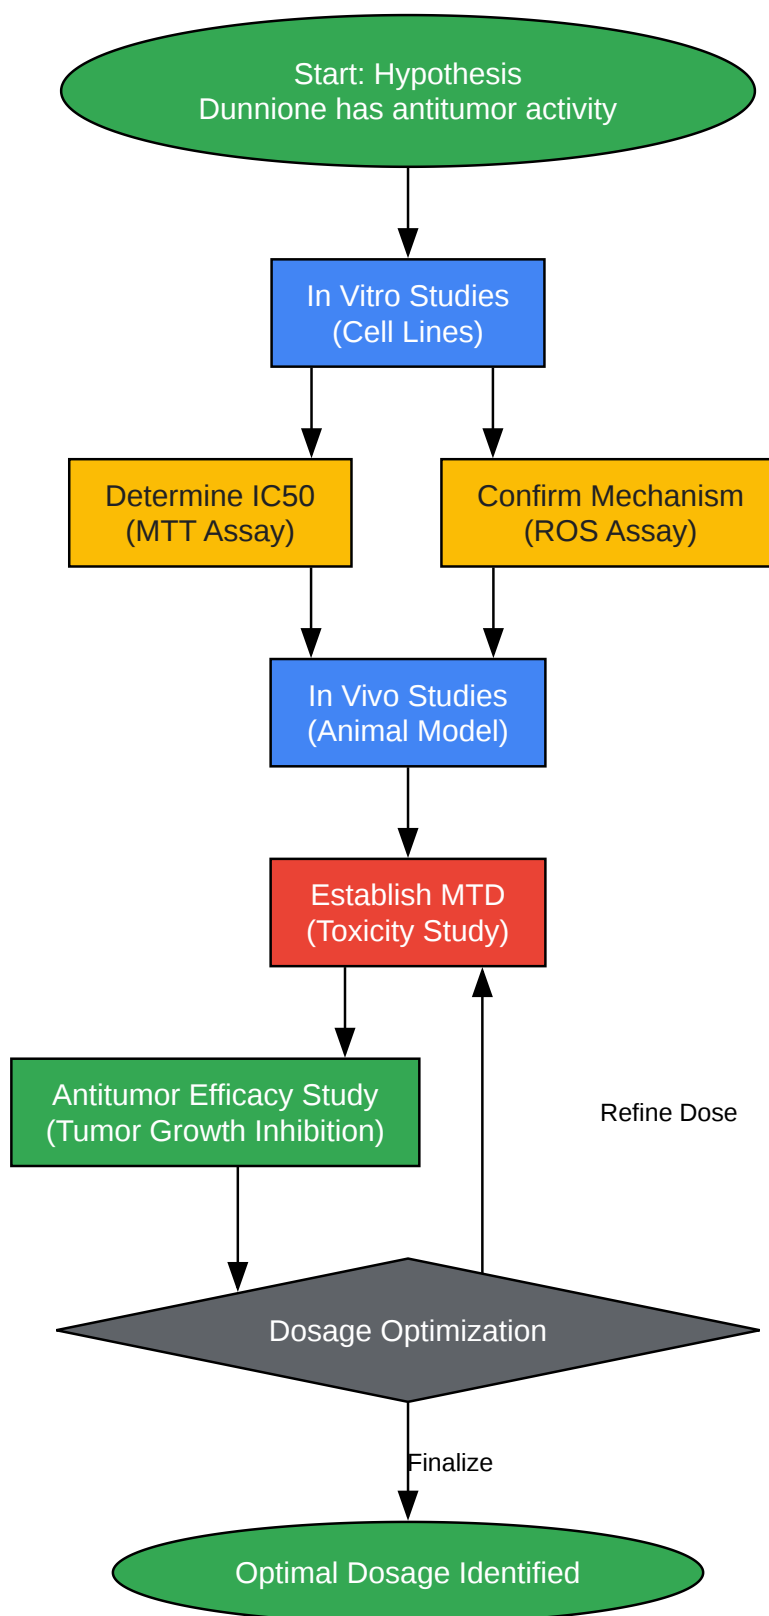 Start: Hypothesis
Dunnione has antitumor activity
In Vitro Studies
(Cell Lines)
Determine IC50
(MTT Assay)
Confirm Mechanism
(ROS Assay)
In Vivo Studies
(Animal Model)
Establish MTD
(Toxicity Study)
Antitumor Efficacy Study
(Tumor Growth Inhibition)
Refine Dose
Dosage Optimization
Finalize
Optimal Dosage Identified